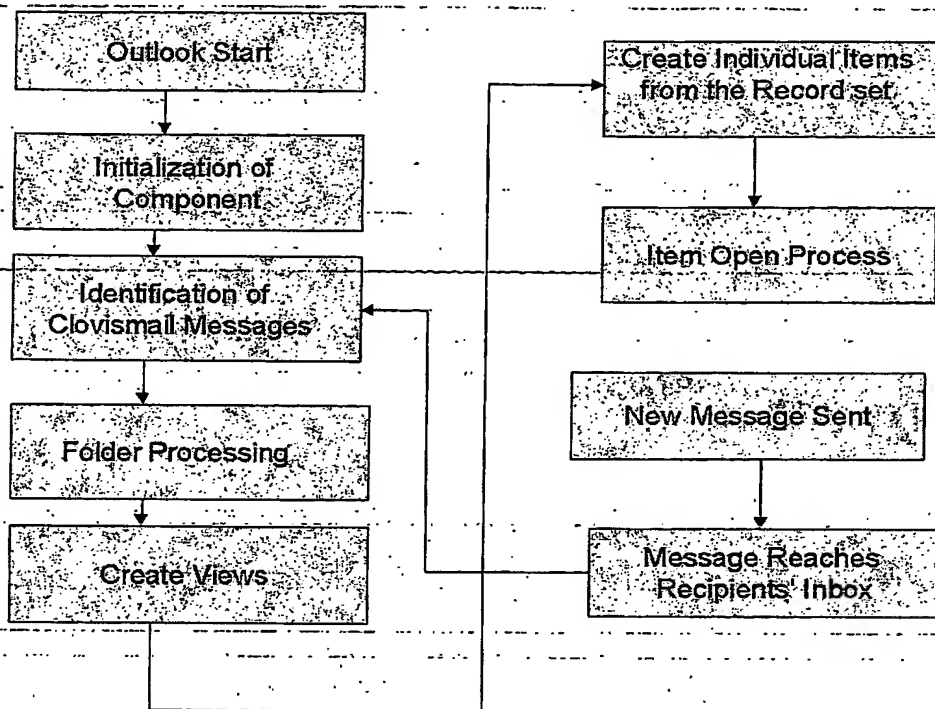 Outlook Start
Initialization of
Component
Identification of
Clovismail Messages
Folder Processing
Create Views
Create Individual Items
from the Record set
Item Open Process
New Message Sent
Message Reaches
Recipients' Inbox